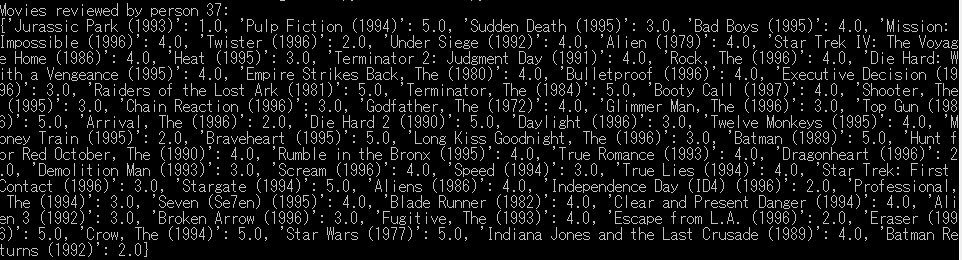 Movies reviewed by person 37:
{'Jurassic Park (1993)': 1.0, 'Pulp Fiction (1994)': 5.0, 'Sudden Death (1995)': 3.0, 'Bad Boys (1995)': 4.0, 'Mission:
Impossible (1996)': 4.0, 'Twister (1996)': 2.0, 'Under Siege (1992)': 4.0, 'Alien (1979)': 4.0, 'Star Trek IV: The Voyag
e Home (1986)': 4.0, 'Heat (1995)': 3.0, 'Terminator 2: Judgment Day (1991)': 4.0, 'Rock, The (1996)': 4.0, 'Die Hard: W
ith a Vengeance (1995)': 4.0, 'Empire Strikes Back, The (1980)': 4.0, 'Bulletproof (1996)': 4.0, 'Executive Decision (19
96)': 3.0, 'Raiders of the Lost Ark (1981)': 5.0, 'Terminator, The (1984)': 5.0, 'Booty Call (1997)': 4.0, 'Shooter, The
 (1995)': 3.0, 'Chain Reaction (1996)': 3.0, 'Godfather, The (1972)': 4.0, 'Glimmer Man, The (1996)': 3.0, 'Top Gun (198
6)': 5.0, 'Arrival, The (1996)': 2.0, 'Die Hard 2 (1990)': 5.0, 'Daylight (1996)': 3.0, 'Twelve Monkeys (1995)': 4.0, 'M
oney Train (1995)': 2.0, 'Braveheart (1995)': 5.0, 'Long Kiss Goodnight, The (1996)': 3.0, 'Batman (1989)': 5.0, 'Hunt f
or Red October, The (1990)': 4.0, 'Rumble in the Bronx (1995)': 4.0, 'True Romance (1993)': 4.0, 'Dragonheart (1996)': 2
.0, 'Demolition Man (1993)': 3.0, 'Scream (1996)': 4.0, 'Speed (1994)': 3.0, 'True Lies (1994)': 4.0, 'Star Trek: First
Contact (1996)': 3.0, 'Stargate (1994)': 5.0, 'Aliens (1986)': 4.0, 'Independence Day (ID4) (1996)': 2.0, 'Professional,
 The (1994)': 3.0, 'Seven (Se7en) (1995)': 4.0, 'Blade Runner (1982)': 4.0, 'Clear and Present Danger (1994)': 4.0, 'Ali
en 3 (1992)': 3.0, 'Broken Arrow (1996)': 3.0, 'Fugitive, The (1993)': 4.0, 'Escape from L.A. (1996)': 2.0, 'Eraser (199
6)': 5.0, 'Crow, The (1994)': 5.0, 'Star Wars (1977)': 5.0, 'Indiana Jones and the Last Crusade (1989)': 4.0, 'Batman Re
turns (1992)': 2.0}